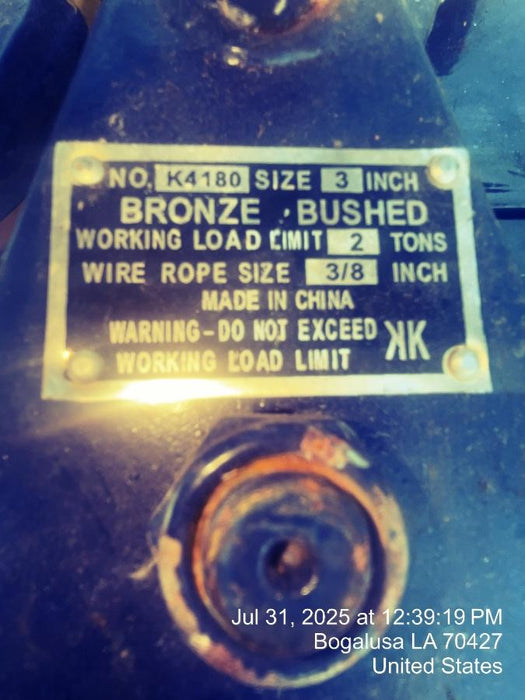 NO. K4180 SIZE 3 INCH
BRONZE BUSHED
WORKING LOAD LIMIT 2 TONS
WIRE ROPE SIZE 3/8 INCH
MADE IN CHINA
WARNING-DO NOT EXCEED
WORKING LOAD LIMIT
KK
Jul 31, 2025 at 12:39:19 PM
Bogalusa LA 70427
United States